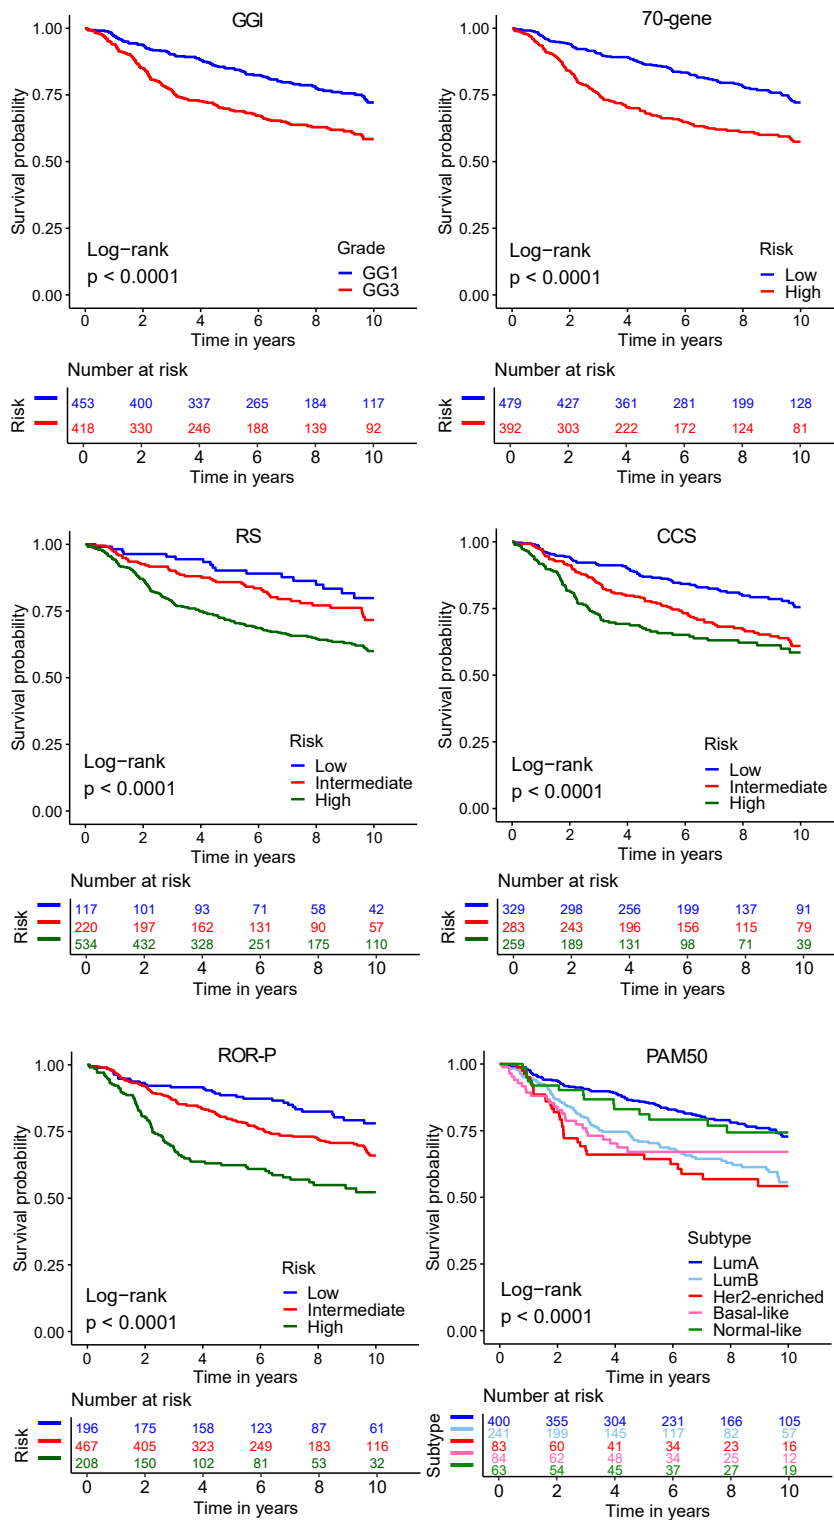 GGI
Survival probability
1.00
0.75
0.50
0.25
0.00
Log−rank
p < 0.0001
Grade
GG1
GG3
0 2 4 6 8 10
Time in years
Number at risk
Risk
453 400 337 265 184 117
418 330 246 188 139 92
0 2 4 6 8 10
Time in years
70-gene
Survival probability
1.00
0.75
0.50
0.25
0.00
Log−rank
p < 0.0001
Risk
Low
High
0 2 4 6 8 10
Time in years
Number at risk
Risk
479 427 361 281 199 128
392 303 222 172 124 81
0 2 4 6 8 10
Time in years
RS
Survival probability
1.00
0.75
0.50
0.25
0.00
Log−rank
p < 0.0001
Risk
Low
Intermediate
High
0 2 4 6 8 10
Time in years
Number at risk
Risk
117 101 93 71 58 42
220 197 162 131 90 57
534 432 328 251 175 110
0 2 4 6 8 10
Time in years
CCS
Survival probability
1.00
0.75
0.50
0.25
0.00
Log−rank
p < 0.0001
Risk
Low
Intermediate
High
0 2 4 6 8 10
Time in years
Number at risk
Risk
329 298 256 199 137 91
283 243 196 156 115 79
259 189 131 98 71 39
0 2 4 6 8 10
Time in years
ROR-P
Survival probability
1.00
0.75
0.50
0.25
0.00
Log−rank
p < 0.0001
Risk
Low
Intermediate
High
0 2 4 6 8 10
Time in years
Number at risk
Risk
196 175 158 123 87 61
467 405 323 249 183 116
208 150 102 81 53 32
0 2 4 6 8 10
Time in years
PAM50
Survival probability
1.00
0.75
0.50
0.25
0.00
Log−rank
p < 0.0001
Subtype
LumA
LumB
Her2-enriched
Basal-like
Normal-like
0 2 4 6 8 10
Time in years
Number at risk
Subtype
400 355 304 231 166 105
241 199 145 117 82 57
83 60 41 34 23 16
84 62 48 34 25 12
63 54 45 37 27 19
0 2 4 6 8 10
Time in years